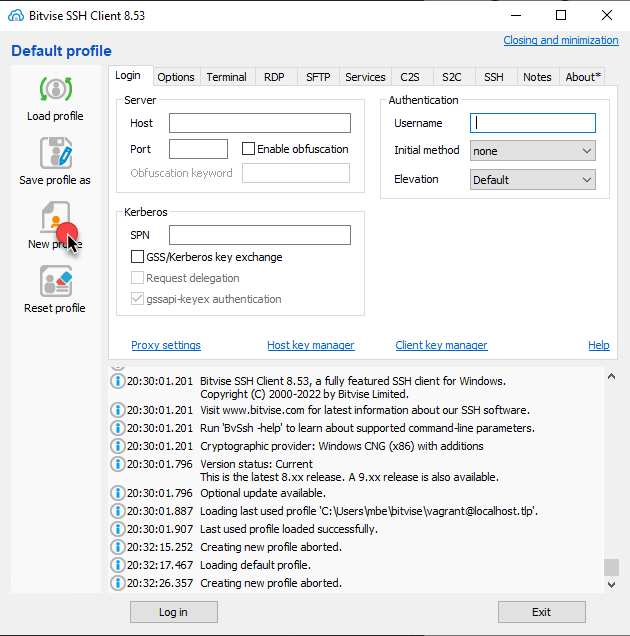 Bitvise SSH Client 8.53
Default profile
Closing and minimization
Load profile
Save profile as
New profile
Reset profile
Login Options Terminal RDP SFTP Services C2S S2C SSH Notes About*
Server
Host
Port Enable obfuscation
Obfuscation keyword
Authentication
Username
Initial method none
Elevation Default
Kerberos
SPN
GSS/Kerberos key exchange
Request delegation
gssapi-keyex authentication
Proxy settings Host key manager Client key manager Help
20:30:01.201 Bitvise SSH Client 8.53, a fully featured SSH client for Windows.
Copyright (C) 2000-2022 by Bitvise Limited.
20:30:01.201 Visit www.bitvise.com for latest information about our SSH software.
20:30:01.201 Run 'BvSsh -help' to learn about supported command-line parameters.
20:30:01.201 Cryptographic provider: Windows CNG (x86) with additions
20:30:01.796 Version status: Current
This is the latest 8.xx release. A 9.xx release is also available.
20:30:01.796 Optional update available.
20:30:01.887 Loading last used profile 'C:\Users\mbe\bitvise\vagrant@localhost.tlp'.
20:30:01.907 Last used profile loaded successfully.
20:32:15.252 Creating new profile aborted.
20:32:17.467 Loading default profile.
20:32:26.357 Creating new profile aborted.
Log in Exit